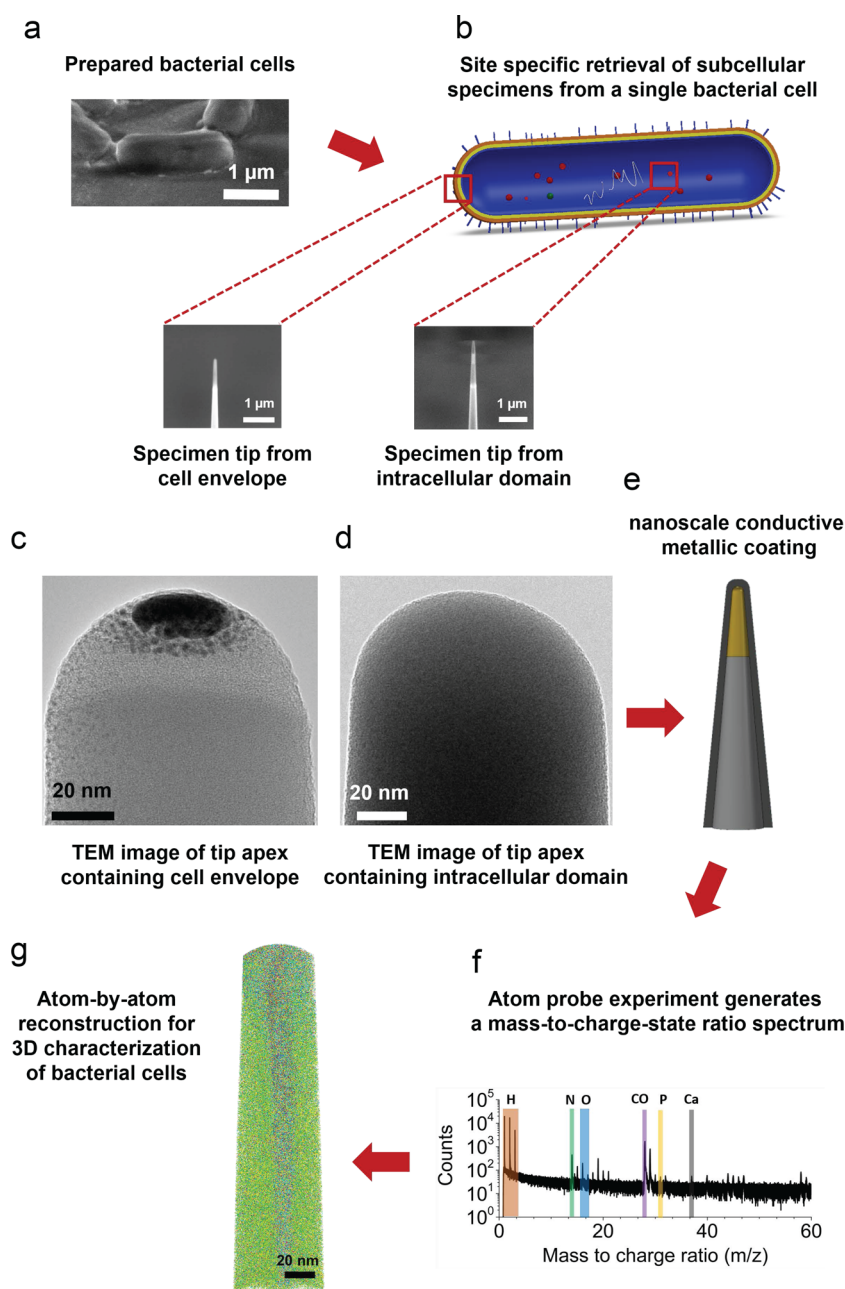 a
Prepared bacterial cells
1 μm
b
Site specific retrieval of subcellular
specimens from a single bacterial cell
1 μm
Specimen tip from
cell envelope
1 μm
Specimen tip from
intracellular domain
c
20 nm
TEM image of tip apex
containing cell envelope
d
20 nm
TEM image of tip apex
containing intracellular domain
e
nanoscale conductive
metallic coating
g
Atom-by-atom
reconstruction for
3D characterization
of bacterial cells
20 nm
f
Atom probe experiment generates
a mass-to-charge-state ratio spectrum
H N O CO P Ca
10⁵
10⁴
10³
10²
10¹
10⁰
Counts
0 20 40 60
Mass to charge ratio (m/z)